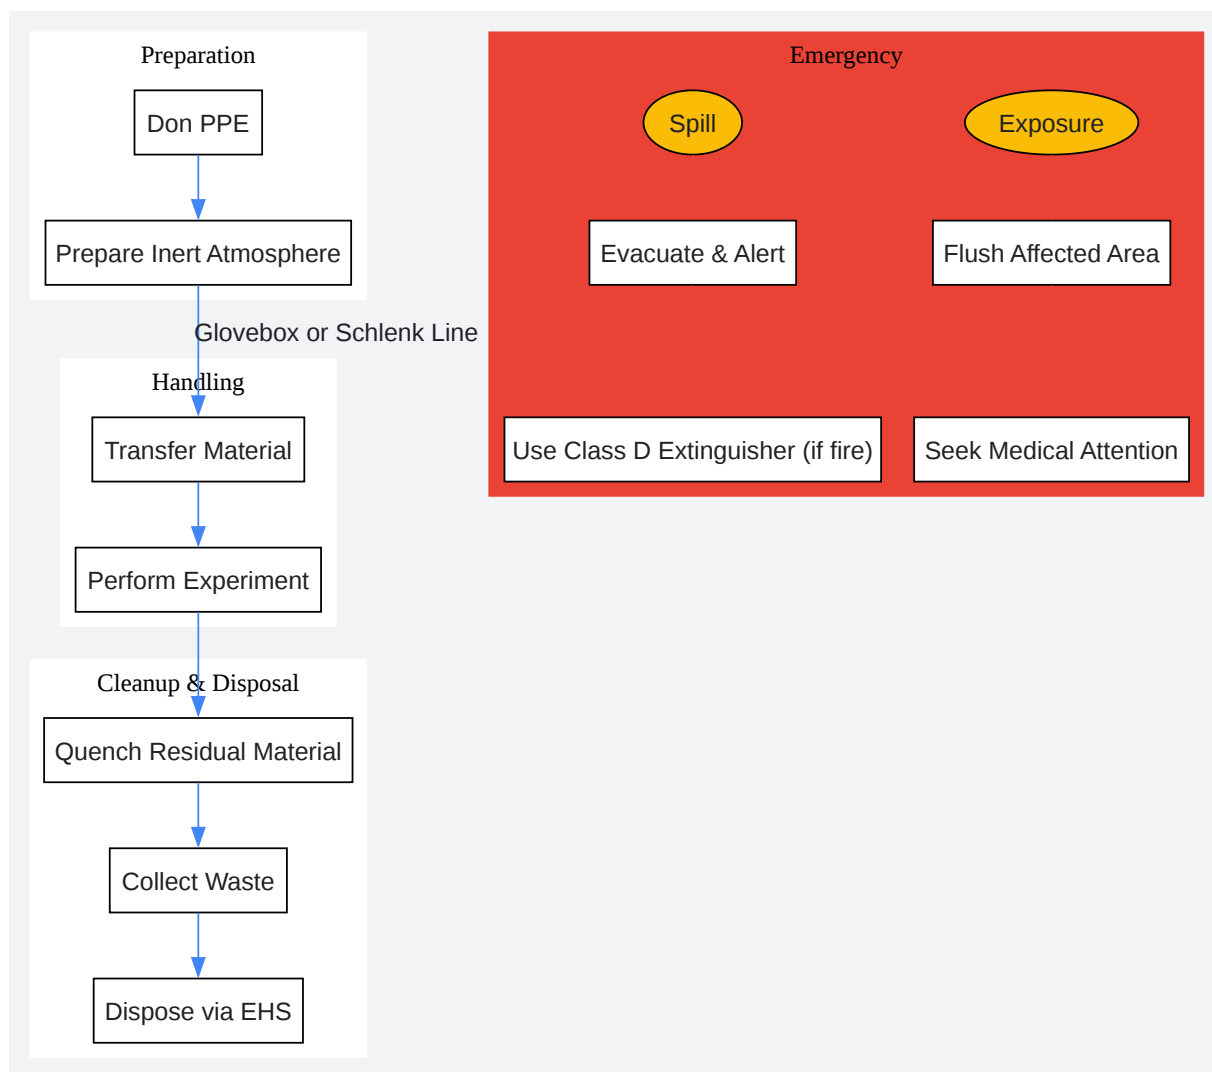 Preparation
Don PPE
Prepare Inert Atmosphere
Glovebox or Schlenk Line
Handling
Transfer Material
Perform Experiment
Cleanup & Disposal
Quench Residual Material
Collect Waste
Dispose via EHS
Emergency
Spill
Evacuate & Alert
Use Class D Extinguisher (if fire)
Exposure
Flush Affected Area
Seek Medical Attention